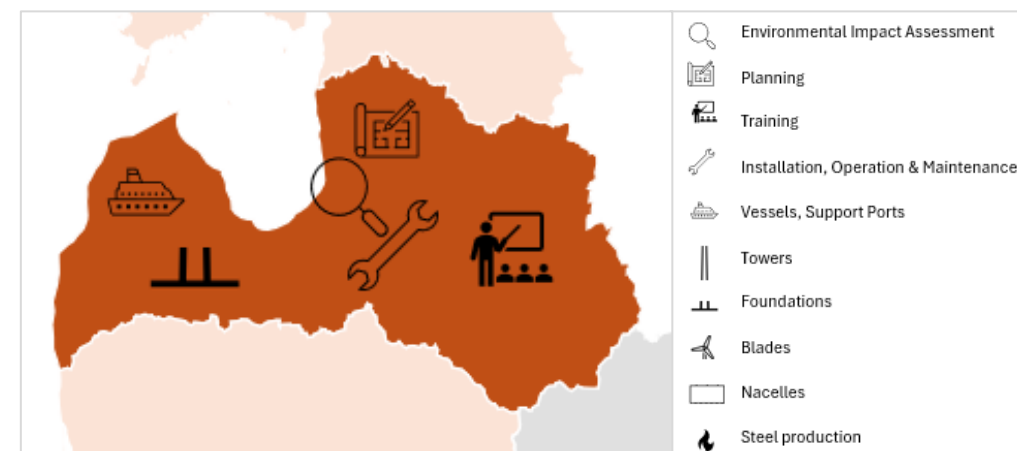 Environmental Impact Assessment
Planning
Training
Installation, Operation & Maintenance
Vessels, Support Ports
Towers
Foundations
Blades
Nacelles
Steel production